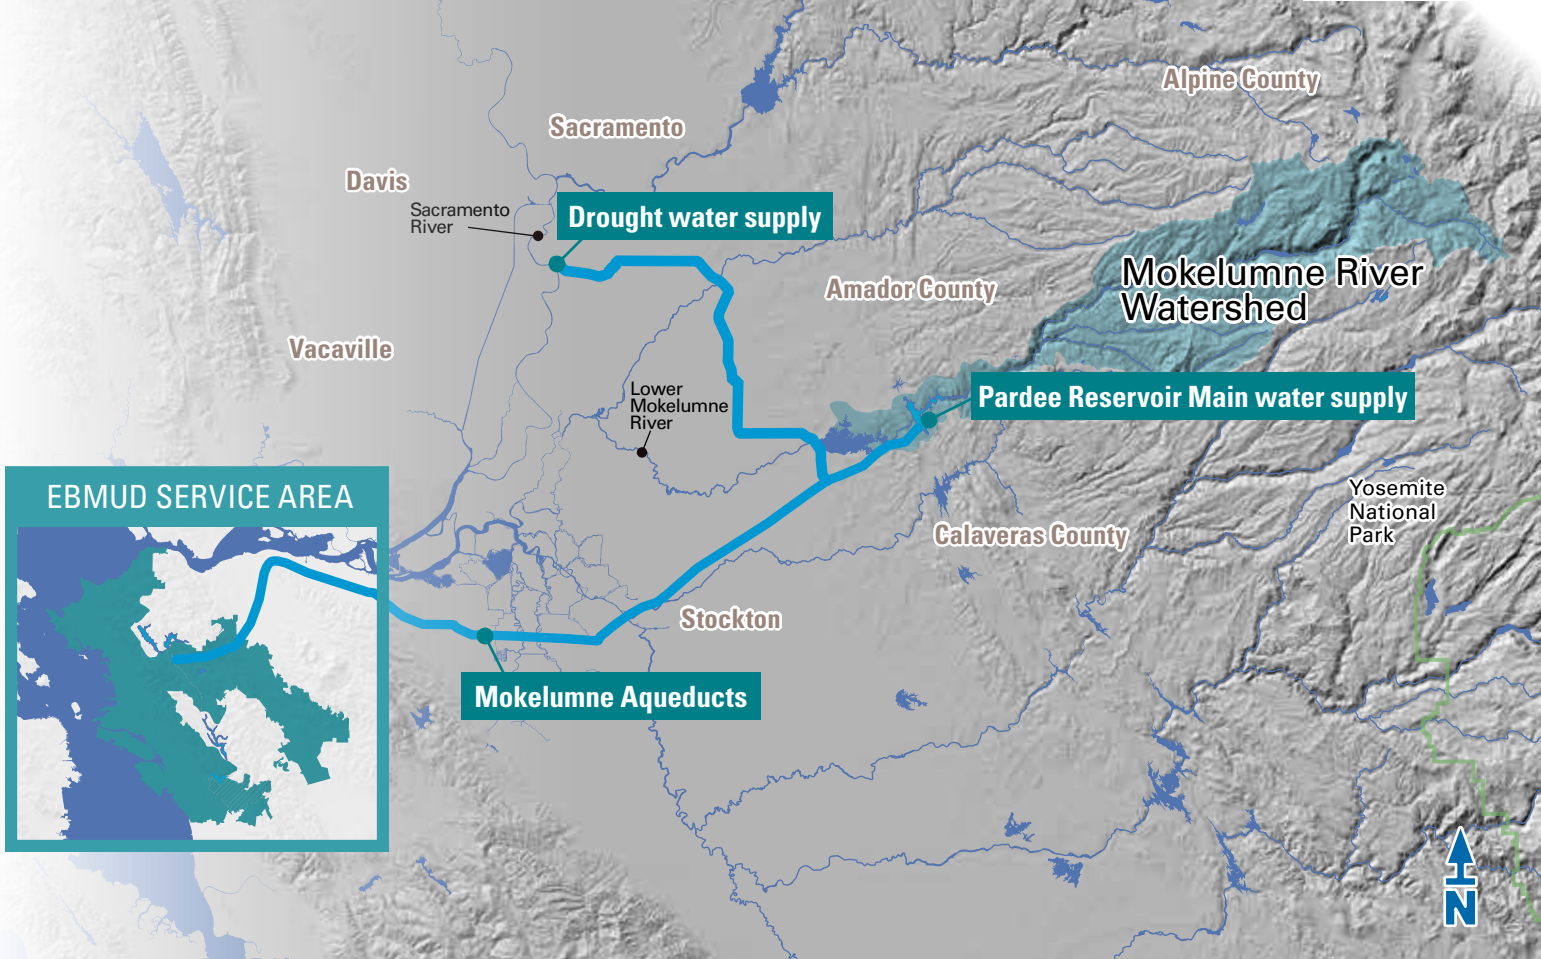 Alpine County
Sacramento
Davis
Sacramento
River
Drought water supply
Mokelumne River
Watershed
Amador County
Vacaville
Lower
Mokelumne
River
Pardee Reservoir Main water supply
EBMUD SERVICE AREA
Yosemite
National
Park
Calaveras County
Stockton
Mokelumne Aqueducts
N